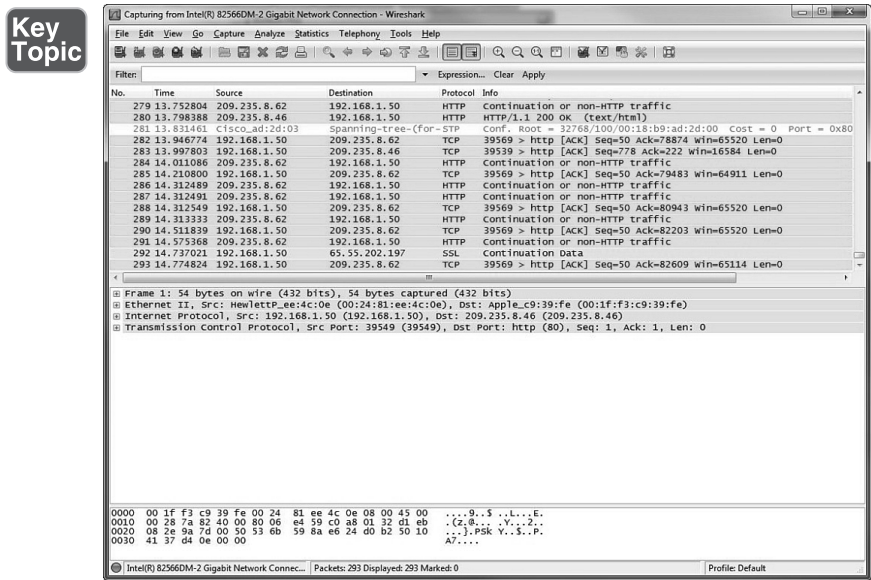 Key
Topic
Capturing from Intel(R) 82566DM-2 Gigabit Network Connection - Wireshark
File Edit View Go Capture Analyze Statistics Telephony Tools Help
Filter: Expression... Clear Apply
No. Time Source Destination Protocol Info
279 13.752804 209.235.8.62 192.168.1.50 HTTP Continuation or non-HTTP traffic
280 13.798388 209.235.8.46 192.168.1.50 HTTP HTTP/1.1 200 OK (text/html)
281 13.831461 Cisco_ad:2d:03 Spanning-tree-(for- STP Conf. Root = 32768/100/00:18:b9:ad:2d:00 Cost = 0 Port = 0x80
282 13.946774 192.168.1.50 209.235.8.62 TCP 39569 > http [ACK] Seq=50 Ack=78874 Win=65520 Len=0
283 13.997803 192.168.1.50 209.235.8.46 TCP 39539 > http [ACK] Seq=778 Ack=222 Win=16584 Len=0
284 14.011086 209.235.8.62 192.168.1.50 HTTP Continuation or non-HTTP traffic
285 14.210800 192.168.1.50 209.235.8.62 TCP 39569 > http [ACK] Seq=50 Ack=79483 Win=64911 Len=0
286 14.312489 209.235.8.62 192.168.1.50 HTTP Continuation or non-HTTP traffic
287 14.312491 209.235.8.62 192.168.1.50 HTTP Continuation or non-HTTP traffic
288 14.312549 192.168.1.50 209.235.8.62 TCP 39569 > http [ACK] Seq=50 Ack=80943 Win=65520 Len=0
289 14.313333 209.235.8.62 192.168.1.50 HTTP Continuation or non-HTTP traffic
290 14.511839 192.168.1.50 209.235.8.62 TCP 39569 > http [ACK] Seq=50 Ack=82203 Win=65520 Len=0
291 14.575368 209.235.8.62 192.168.1.50 HTTP Continuation or non-HTTP traffic
292 14.737021 192.168.1.50 65.55.202.197 SSL Continuation Data
293 14.774824 192.168.1.50 209.235.8.62 TCP 39569 > http [ACK] Seq=50 Ack=82609 Win=65114 Len=0
Frame 1: 54 bytes on wire (432 bits), 54 bytes captured (432 bits)
Ethernet II, Src: HewlettP_ee:4c:0e (00:24:81:ee:4c:0e), Dst: Apple_c9:39:fe (00:1f:f3:c9:39:fe)
Internet Protocol, Src: 192.168.1.50 (192.168.1.50), Dst: 209.235.8.46 (209.235.8.46)
Transmission Control Protocol, Src Port: 39549 (39549), Dst Port: http (80), Seq: 1, Ack: 1, Len: 0
0000 00 1f f3 c9 39 fe 00 24 81 ee 4c 0e 08 00 45 00 ....9..$ ..L...E.
0010 00 28 7a 82 40 00 80 06 e4 59 c0 a8 01 32 d1 eb .(z.@... .Y...2..
0020 08 2e 9a 7d 00 50 53 6b 59 8a e6 24 d0 b2 50 10 ...}.PSk Y..$..P.
0030 41 37 d4 0e 00 00 A7....
Intel(R) 82566DM-2 Gigabit Network Connec... Packets: 293 Displayed: 293 Marked: 0 Profile: Default